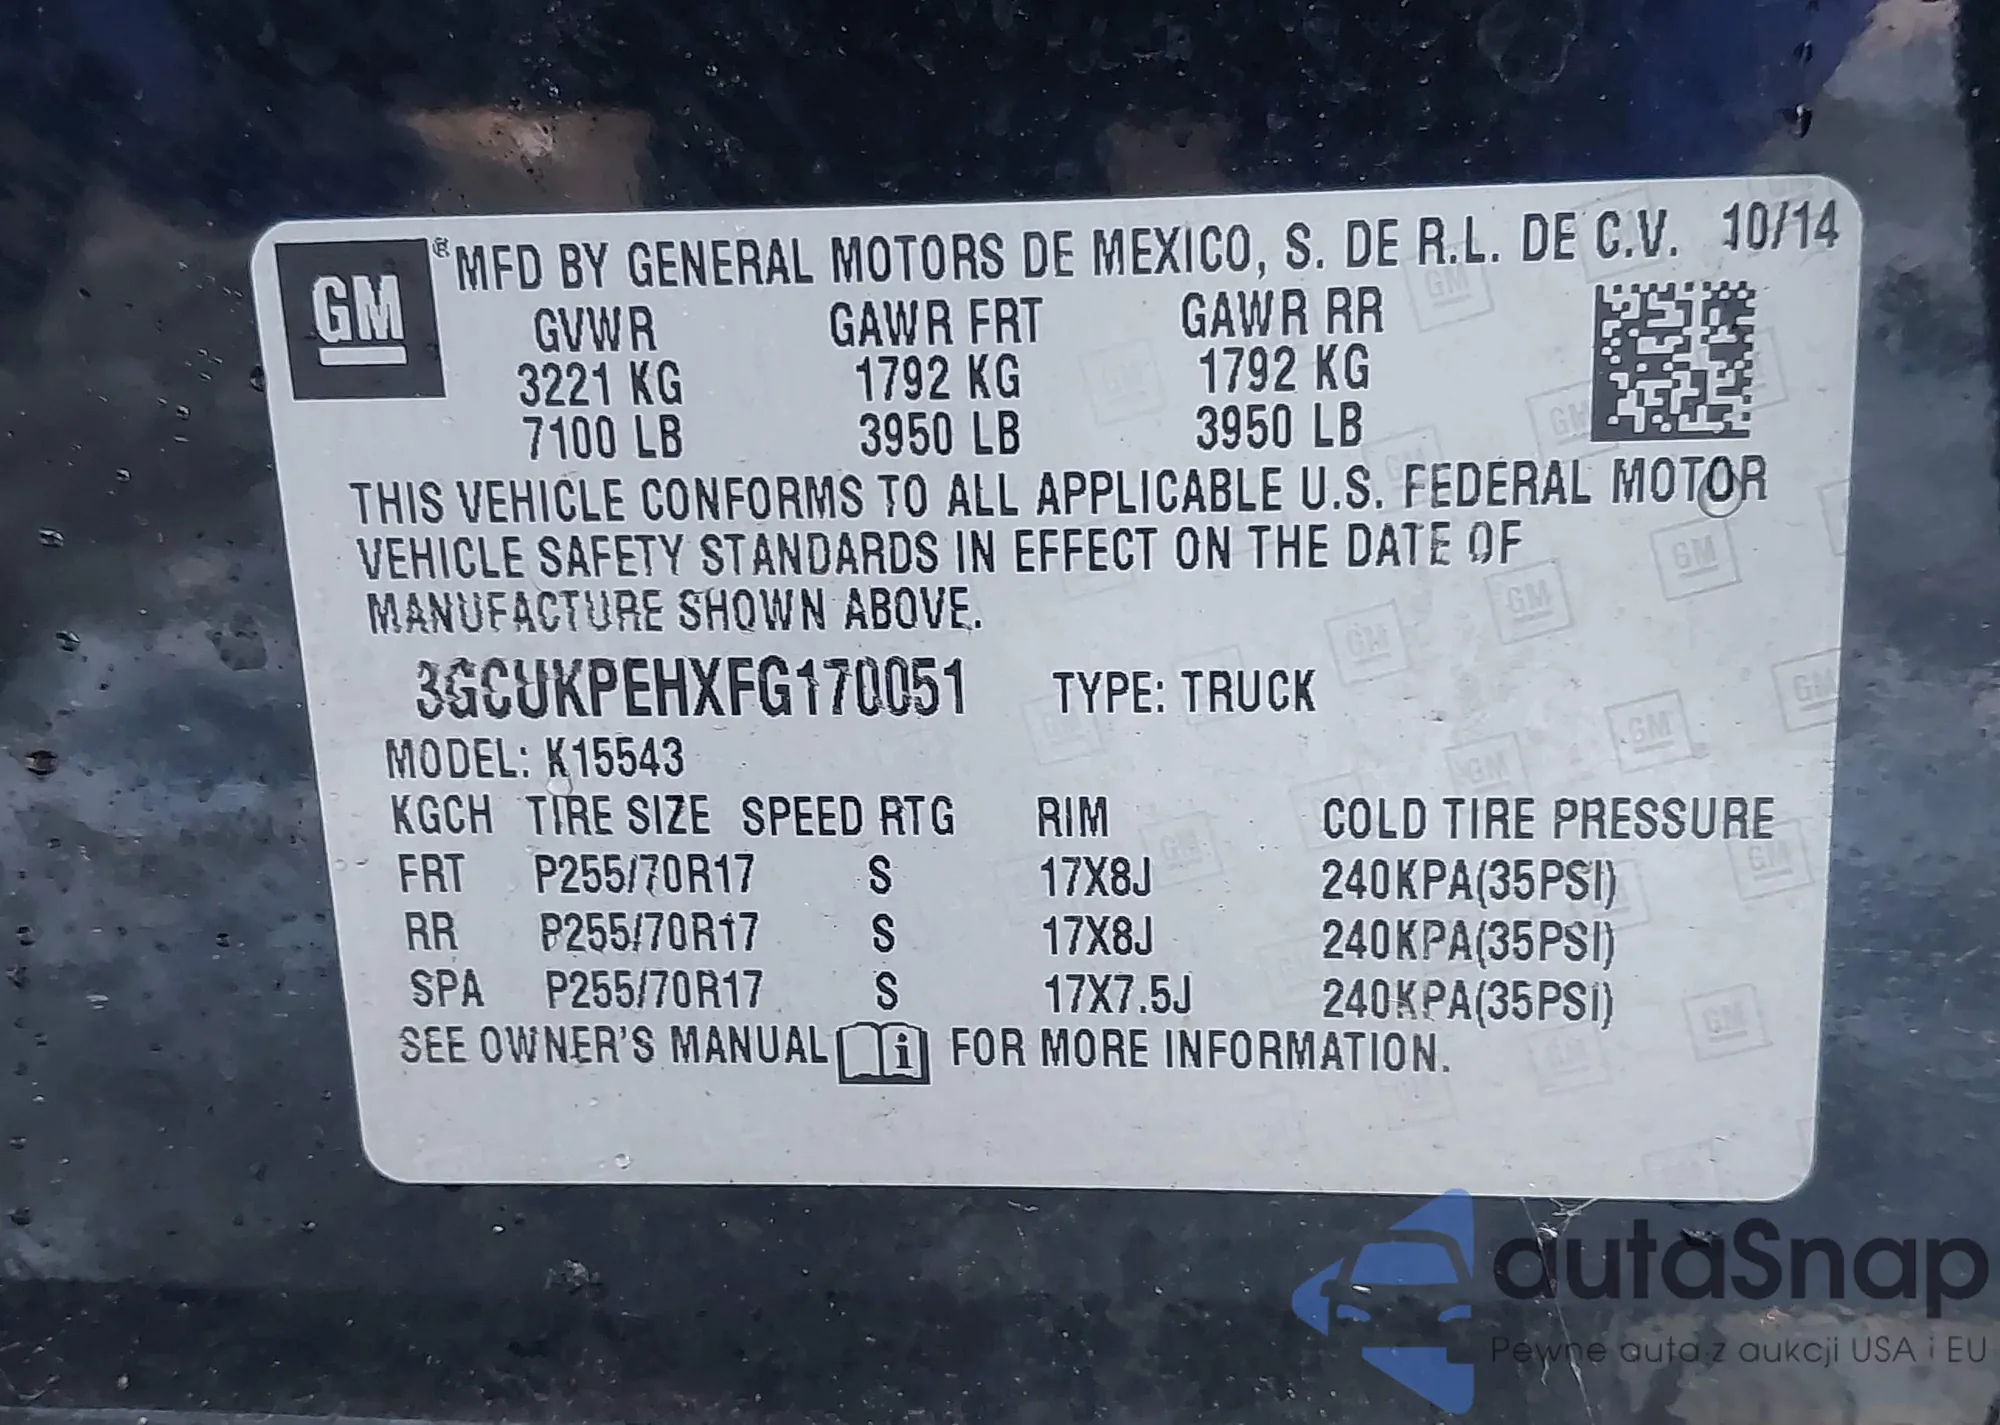 GM ® MFD BY GENERAL MOTORS DE MEXICO, S. DE R.L. DE C.V. 10/14
GVWR GAWR FRT GAWR RR
3221 KG 1792 KG 1792 KG
7100 LB 3950 LB 3950 LB
THIS VEHICLE CONFORMS TO ALL APPLICABLE U.S. FEDERAL MOTOR
VEHICLE SAFETY STANDARDS IN EFFECT ON THE DATE OF
MANUFACTURE SHOWN ABOVE.
3GCUKPEHXFG170051 TYPE: TRUCK
MODEL: K15543
KGCH TIRE SIZE SPEED RTG RIM COLD TIRE PRESSURE
FRT P255/70R17 S 17X8J 240KPA(35PSI)
RR P255/70R17 S 17X8J 240KPA(35PSI)
SPA P255/70R17 S 17X7.5J 240KPA(35PSI)
SEE OWNER'S MANUAL i FOR MORE INFORMATION.
autaSnap
Pewne auta z aukcji USA i EU